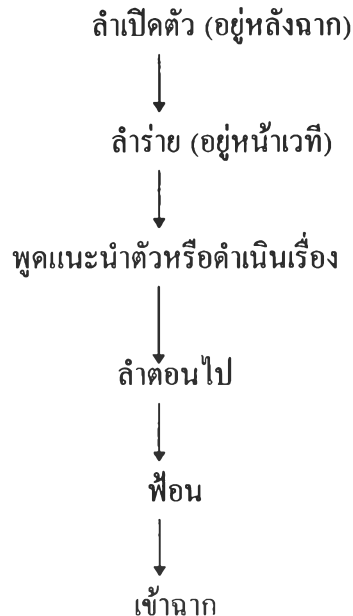 ลำเปิดตัว (อยู่หลังฉาก)
ลำร่าย (อยู่หน้าเวที)
พูดแนะนำตัวหรือดำเนินเรื่อง
ลำตอนไป
ฟ้อน
เข้าฉาก